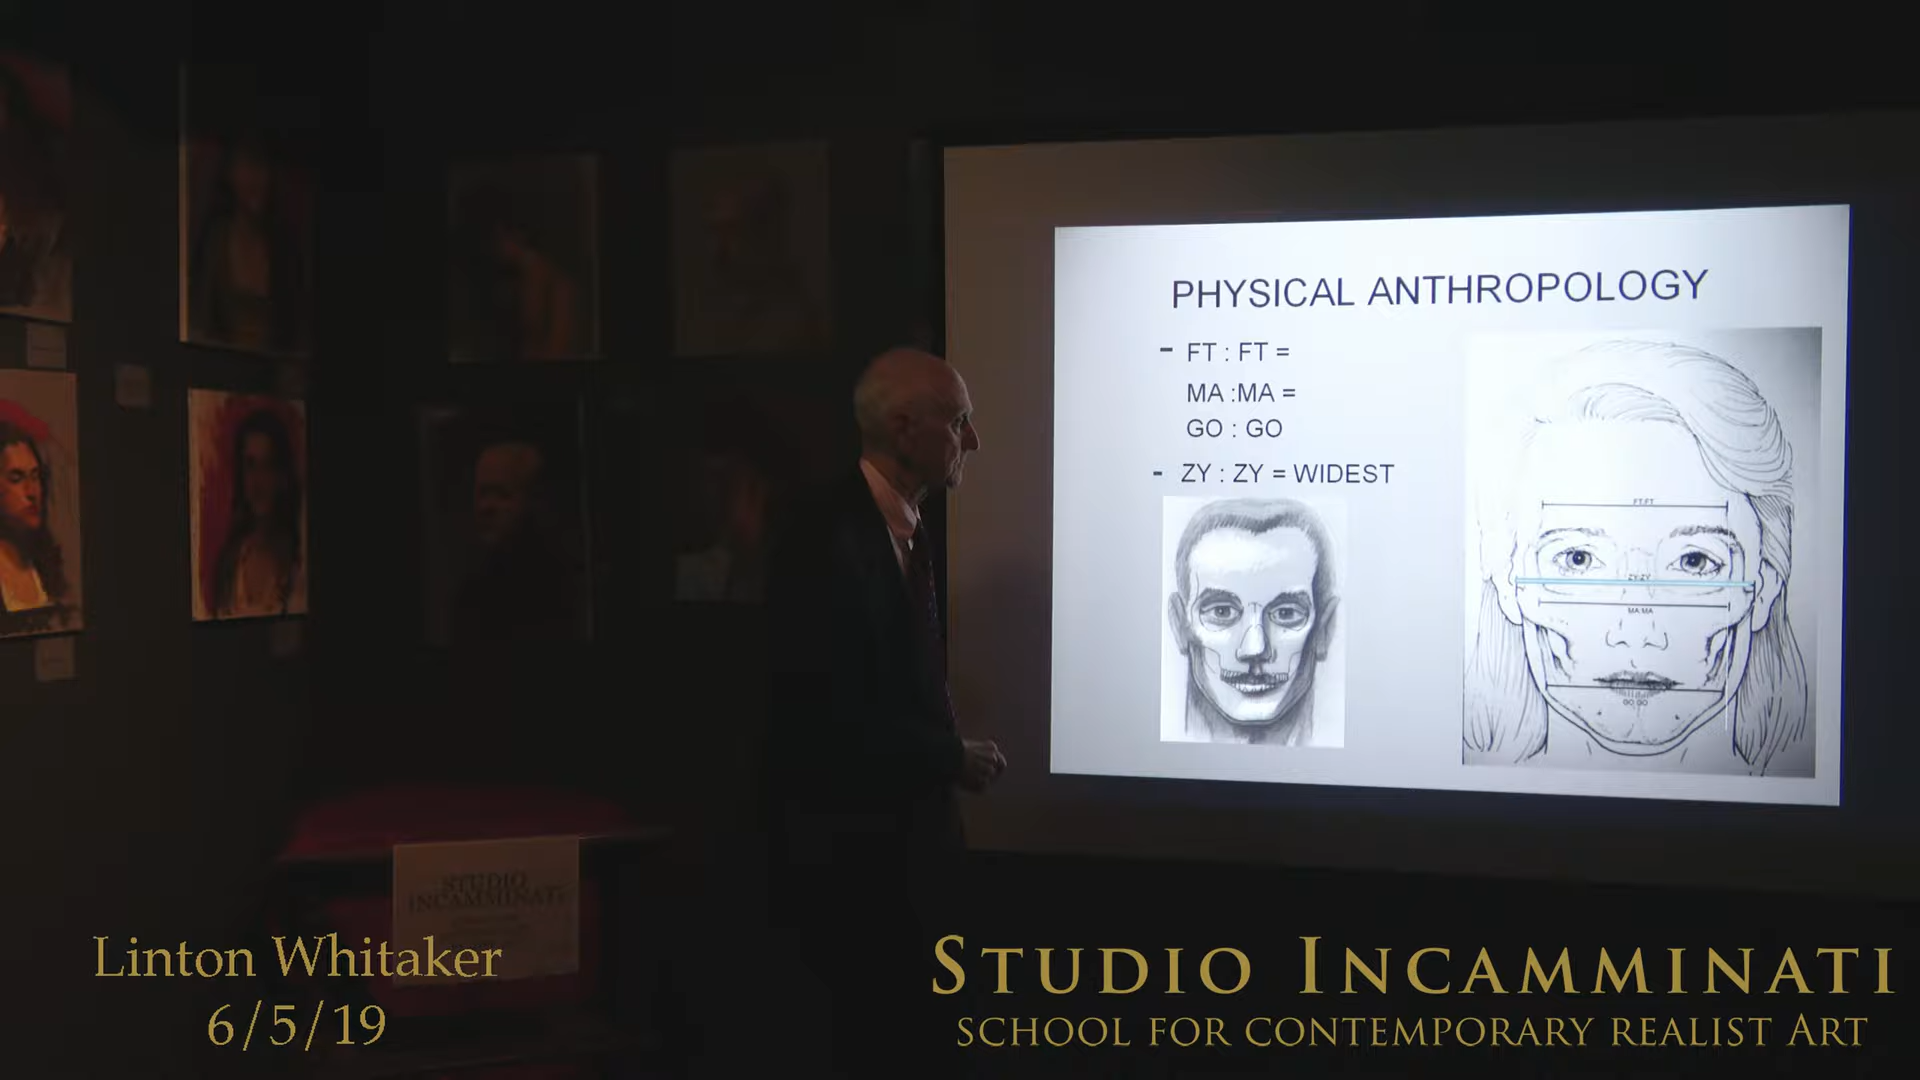 PHYSICAL ANTHROPOLOGY
- FT : FT =
MA :MA =
GO : GO
- ZY : ZY = WIDEST
FT:FT
ZY:ZY
MA:MA
GO:GO
STUDIO
INCAMMINATI
Linton Whitaker
6/5/19
STUDIO INCAMMINATI
SCHOOL FOR CONTEMPORARY REALIST ART